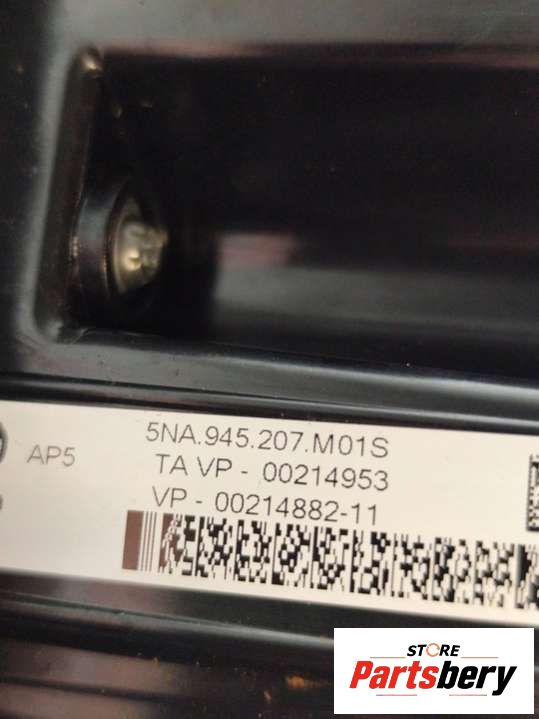 5NA.945.207.M01S
AP5
TA VP - 00214953
VP - 00214882-11
STORE
Partsbery